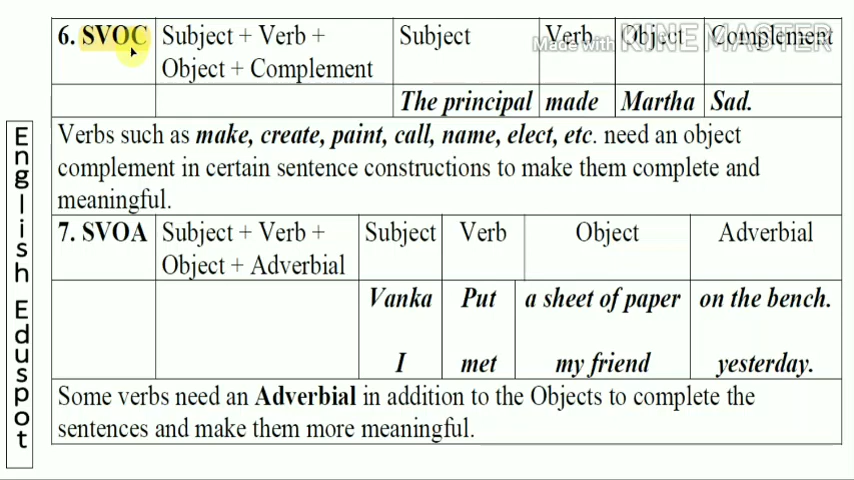 6. SVOC Subject + Verb + Subject Verb Object Complement
Object + Complement
Made with KINEMASTER
The principal made Martha Sad.
Verbs such as make, create, paint, call, name, elect, etc. need an object
complement in certain sentence constructions to make them complete and
meaningful.
7. SVOA Subject + Verb + Subject Verb Object Adverbial
Object + Adverbial
Vanka Put a sheet of paper on the bench.
I met my friend yesterday.
Some verbs need an Adverbial in addition to the Objects to complete the
sentences and make them more meaningful.
English Eduspot